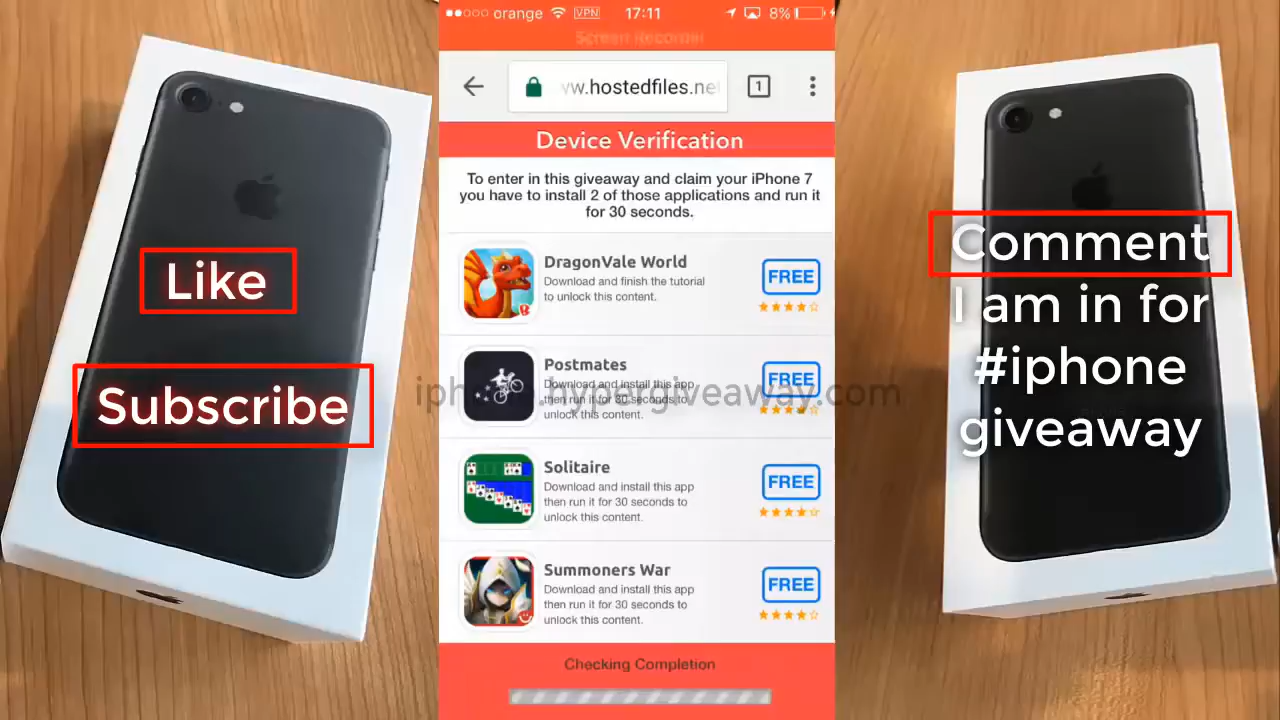 orange VPN 17:11 8%
Screen Recorder
vw.hostedfiles.net
1
Device Verification
To enter in this giveaway and claim your iPhone 7
you have to install 2 of those applications and run it
for 30 seconds.
DragonVale World
Download and finish the tutorial
to unlock this content.
FREE
Postmates
Download and install this app
then run it for 30 seconds to
unlock this content.
FREE
Solitaire
Download and install this app
then run it for 30 seconds to
unlock this content.
FREE
Summoners War
Download and install this app
then run it for 30 seconds to
unlock this content.
FREE
Checking Completion
Like
Subscribe
Comment
I am in for
#iphone
giveaway